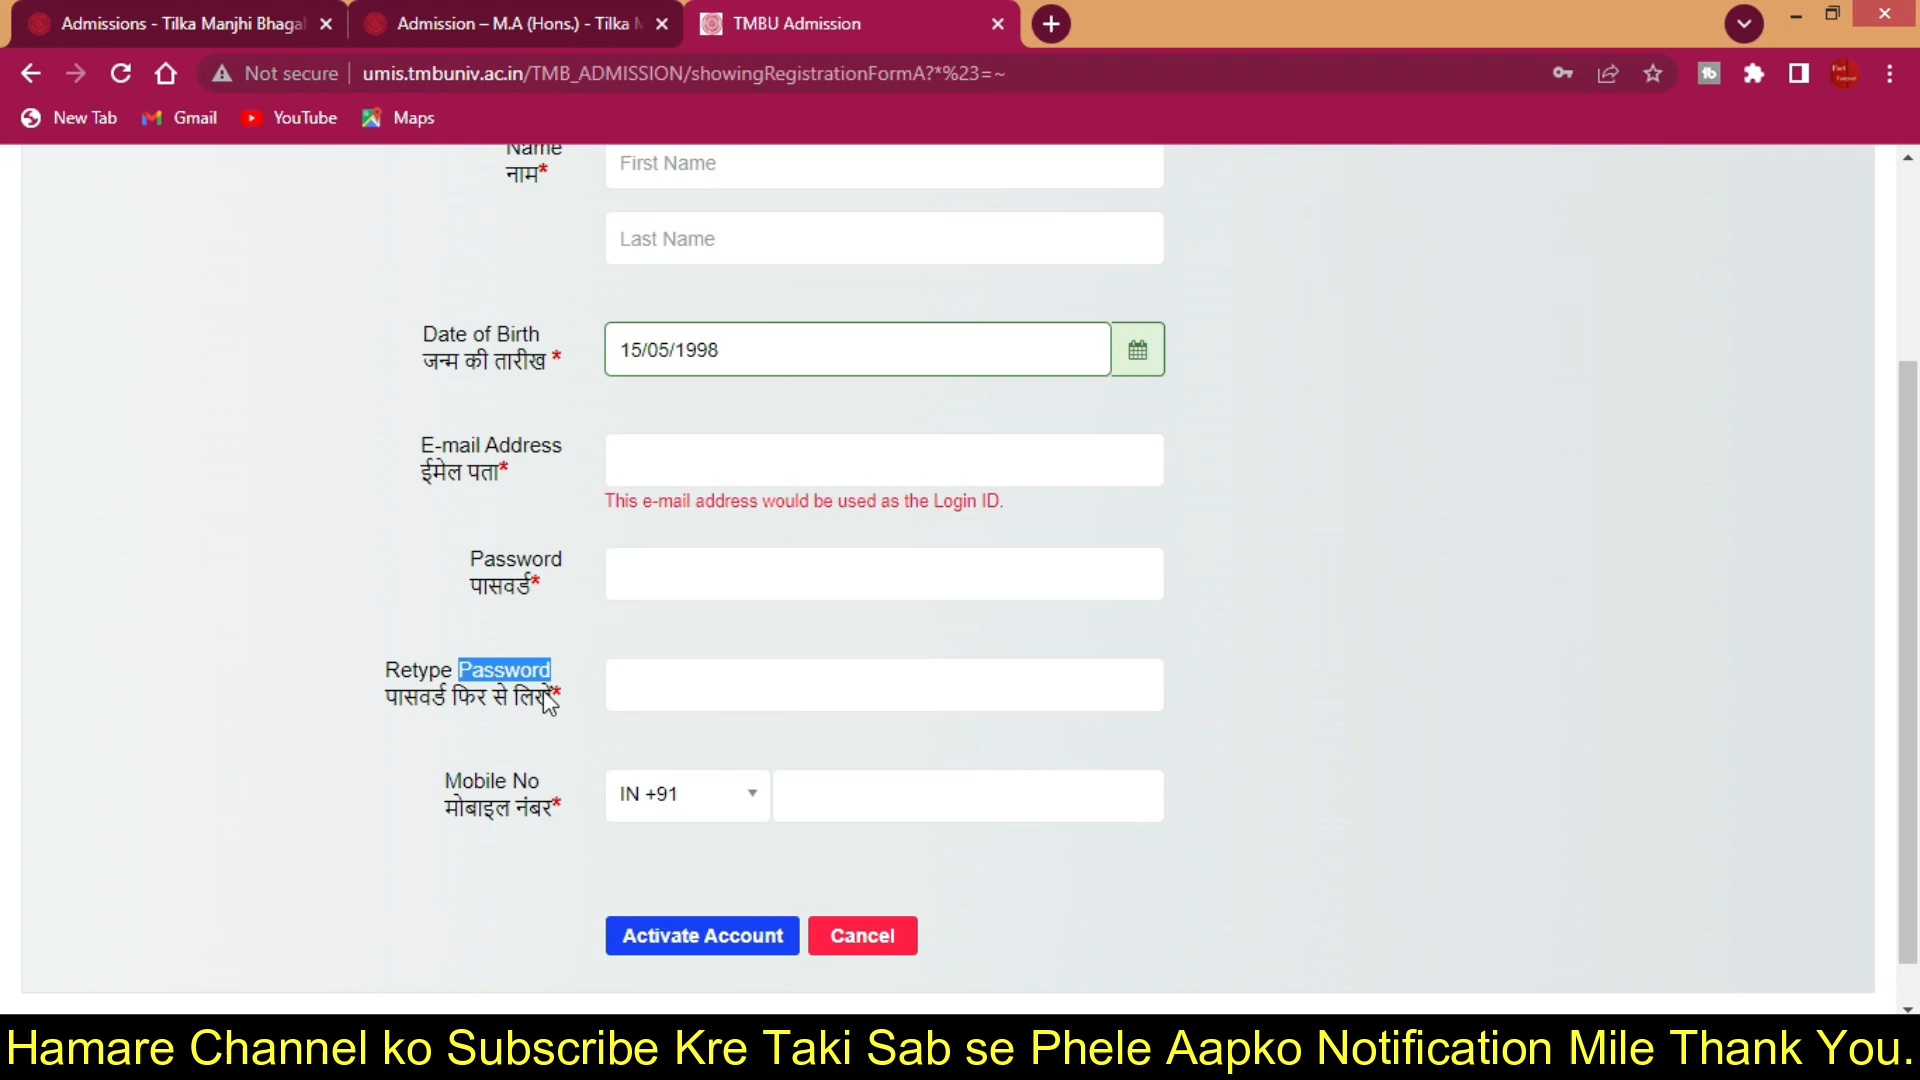 Admissions - Tilka Manjhi Bhagal
Admission – M.A (Hons.) - Tilka M
TMBU Admission
Not secure
umis.tmbuniv.ac.in/TMB_ADMISSION/showingRegistrationFormA?*%23=~
New Tab
Gmail
YouTube
Maps
Name
नाम*
First Name
Last Name
Date of Birth
जन्म की तारीख *
15/05/1998
E-mail Address
ईमेल पता*
This e-mail address would be used as the Login ID.
Password
पासवर्ड*
Retype Password
पासवर्ड फिर से लिखें*
Mobile No
मोबाइल नंबर*
IN +91
Activate Account
Cancel
Hamare Channel ko Subscribe Kre Taki Sab se Phele Aapko Notification Mile Thank You.